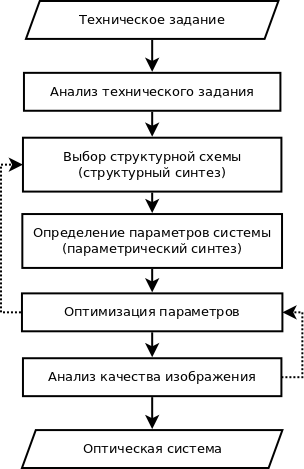 Техническое задание
Анализ технического задания
Выбор структурной схемы
(структурный синтез)
Определение параметров системы
(параметрический синтез)
Оптимизация параметров
Анализ качества изображения
Оптическая система